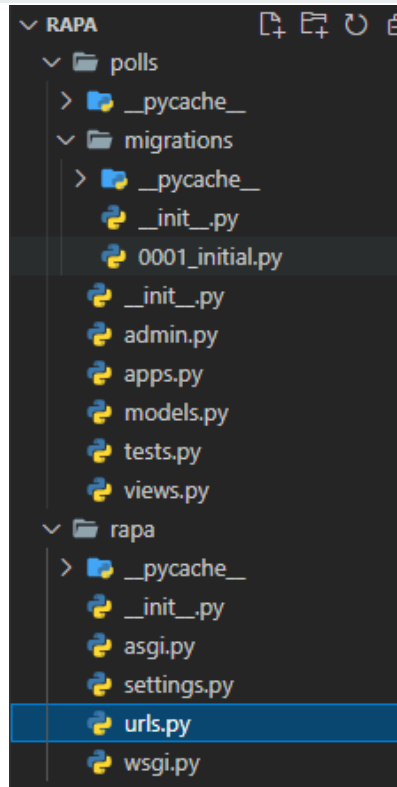 RAPA
polls
__pycache__
migrations
__pycache__
__init__.py
0001_initial.py
__init__.py
admin.py
apps.py
models.py
tests.py
views.py
rapa
__pycache__
__init__.py
asgi.py
settings.py
urls.py
wsgi.py